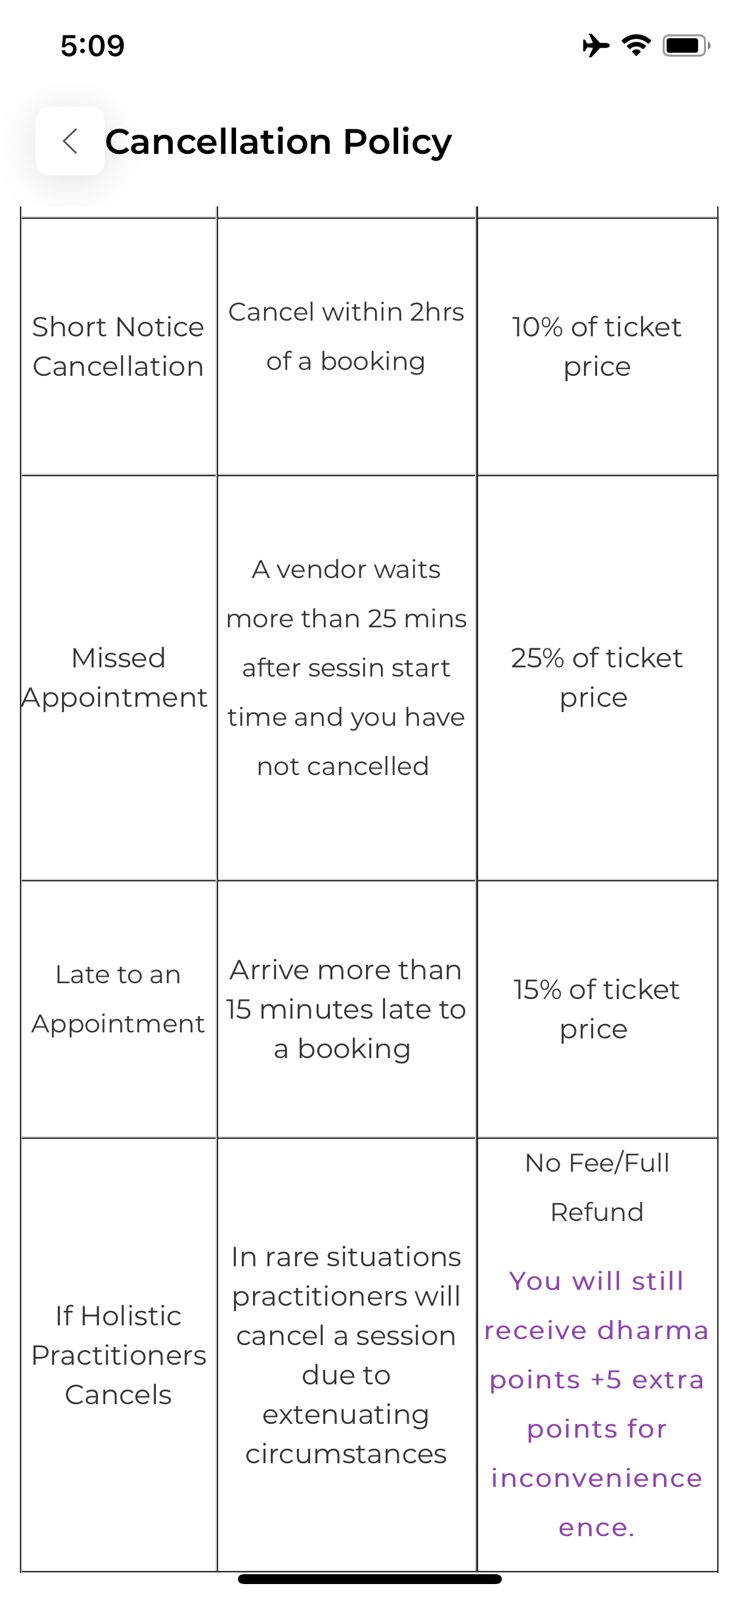 5:09
Cancellation Policy
Short Notice
Cancellation
Cancel within 2hrs
of a booking
10% of ticket
price
Missed
Appointment
A vendor waits
more than 25 mins
after sessin start
time and you have
not cancelled
25% of ticket
price
Late to an
Appointment
Arrive more than
15 minutes late to
a booking
15% of ticket
price
If Holistic
Practitioners
Cancels
In rare situations
practitioners will
cancel a session
due to
extenuating
circumstances
No Fee/Full
Refund
You will still
receive dharma
points +5 extra
points for
inconvenience
ence.